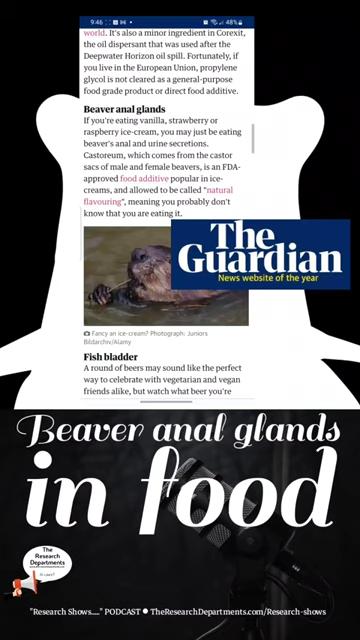 9:46
48%
world. It's also a minor ingredient in Corexit,
the oil dispersant that was used after the
Deepwater Horizon oil spill. Fortunately, if
you live in the European Union, propylene
glycol is not cleared as a general-purpose
food grade product or direct food additive.
Beaver anal glands
If you're eating vanilla, strawberry or
raspberry ice-cream, you may just be eating
beaver's anal and urine secretions.
Castoreum, which comes from the castor
sacs of male and female beavers, is an FDA-
approved food additive popular in ice-
creams, and allowed to be called "natural
flavouring", meaning you probably don't
know that you are eating it.
The
Guardian
News website of the year
Fancy an ice-cream? Photograph: Juniors
Bildarchiv/Alamy
Fish bladder
A round of beers may sound like the perfect
way to celebrate with vegetarian and vegan
friends alike, but watch what beer you're
Beaver anal glands
in food
The
Research
Departments
"Research Shows...." PODCAST ● TheResearchDepartments.com/Research-shows